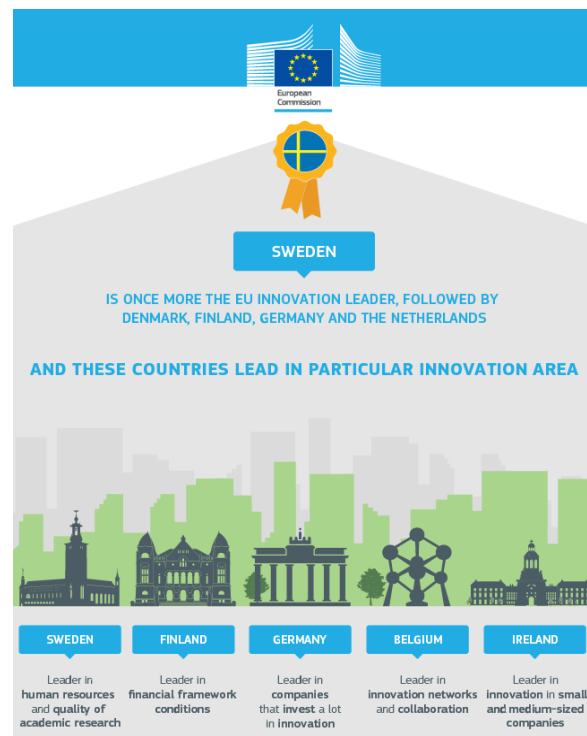 European
Commission
SWEDEN
IS ONCE MORE THE EU INNOVATION LEADER, FOLLOWED BY
DENMARK, FINLAND, GERMANY AND THE NETHERLANDS
AND THESE COUNTRIES LEAD IN PARTICULAR INNOVATION AREA
SWEDEN
Leader in
human resources
and quality of
academic research
FINLAND
Leader in
financial framework
conditions
GERMANY
Leader in
companies
that invest a lot
in innovation
BELGIUM
Leader in
innovation networks
and collaboration
IRELAND
Leader in
innovation in small
and medium-sized
companies